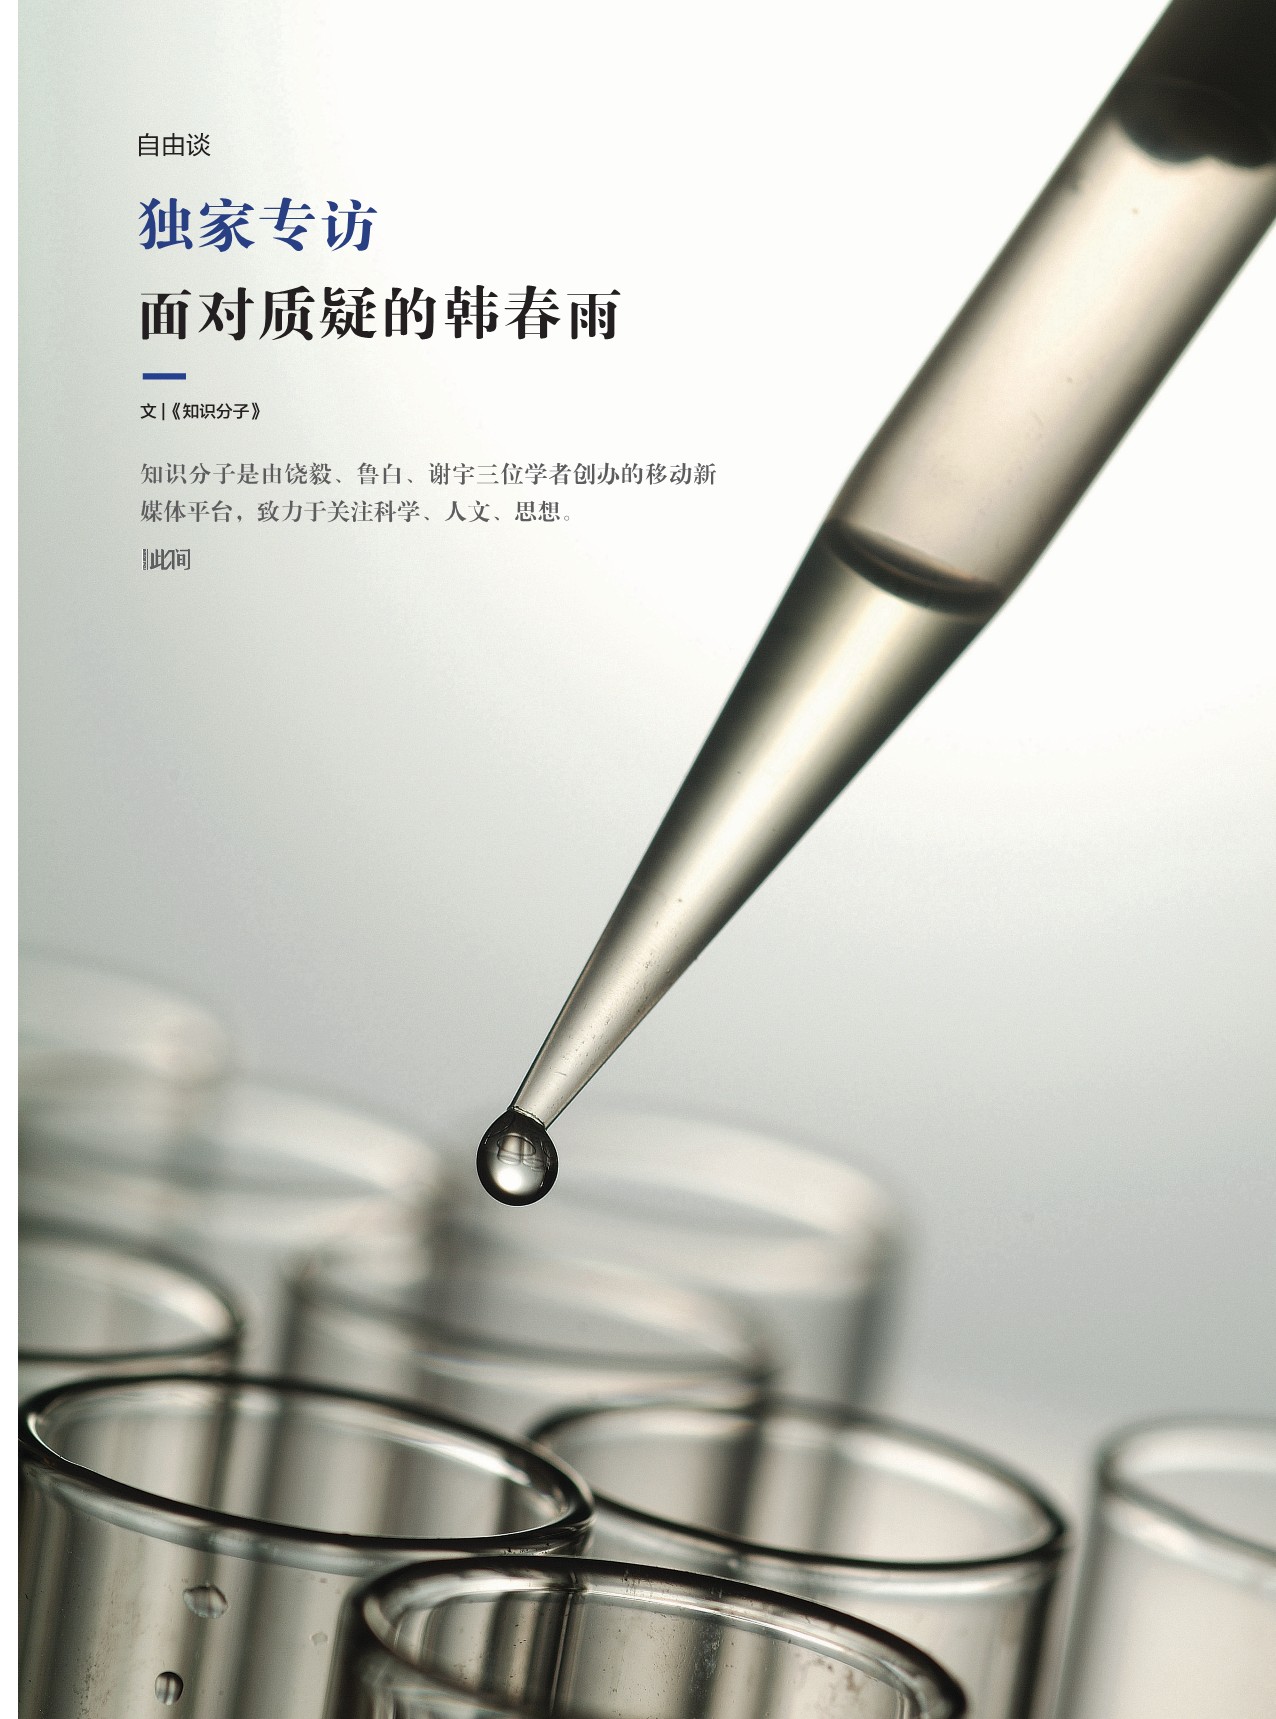 自由谈
独家专访
面对质疑的韩春雨
文 |《知识分子》
知识分子是由饶毅、鲁白、谢宇三位学者创办的移动新
媒体平台，致力于关注科学、人文、思想。
此间